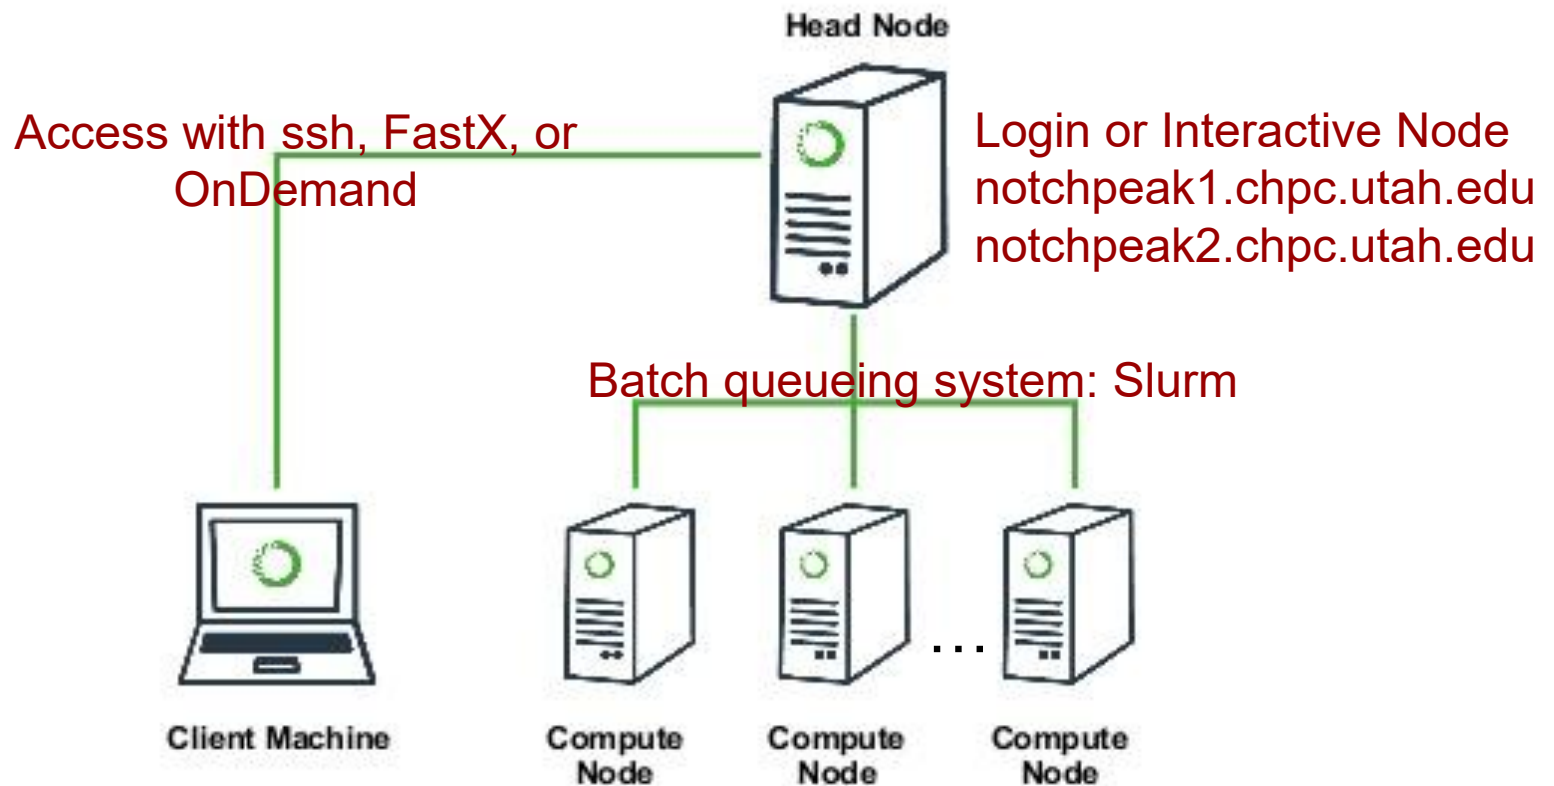 Head Node
Access with ssh, FastX, or
OnDemand
Login or Interactive Node
notchpeak1.chpc.utah.edu
notchpeak2.chpc.utah.edu
Batch queueing system: Slurm
...
Client Machine
Compute
Node
Compute
Node
Compute
Node